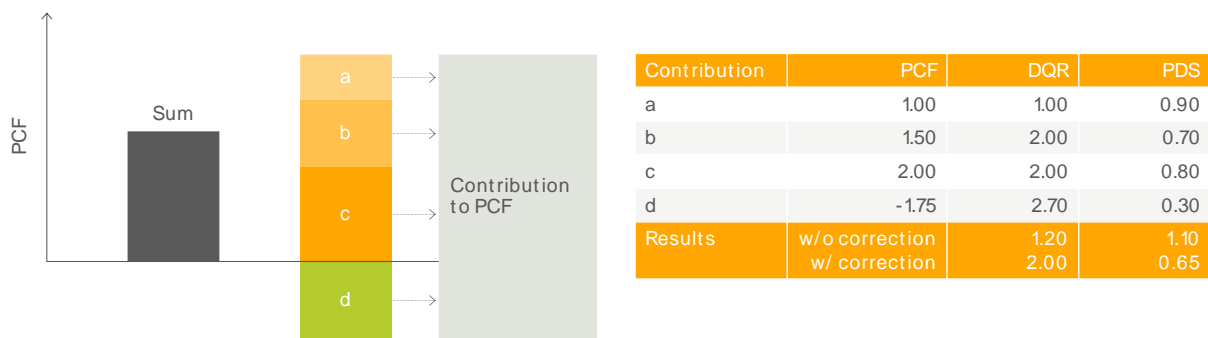 PCF
Sum
a
b
c
d
Contribution
to PCF
Contribution PCF DQR PDS
a 1.00 1.00 0.90
b 1.50 2.00 0.70
c 2.00 2.00 0.80
d -1.75 2.70 0.30
Results w/o correction 1.20 1.10
w/ correction 2.00 0.65